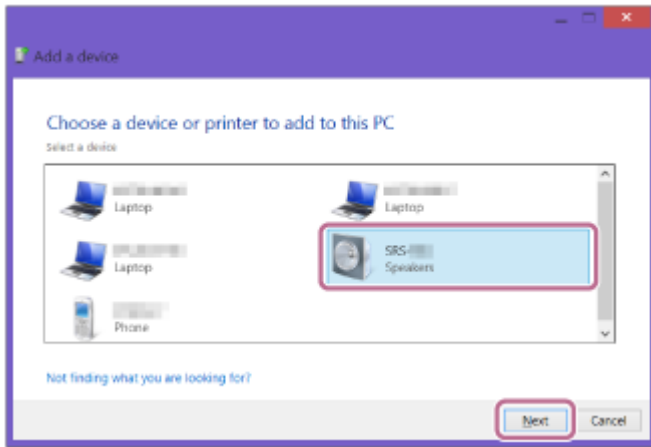 Add a device
Choose a device or printer to add to this PC
Select a device
Laptop
Laptop
Laptop
SRS-
Speakers
Phone
Not finding what you are looking for?
Next
Cancel